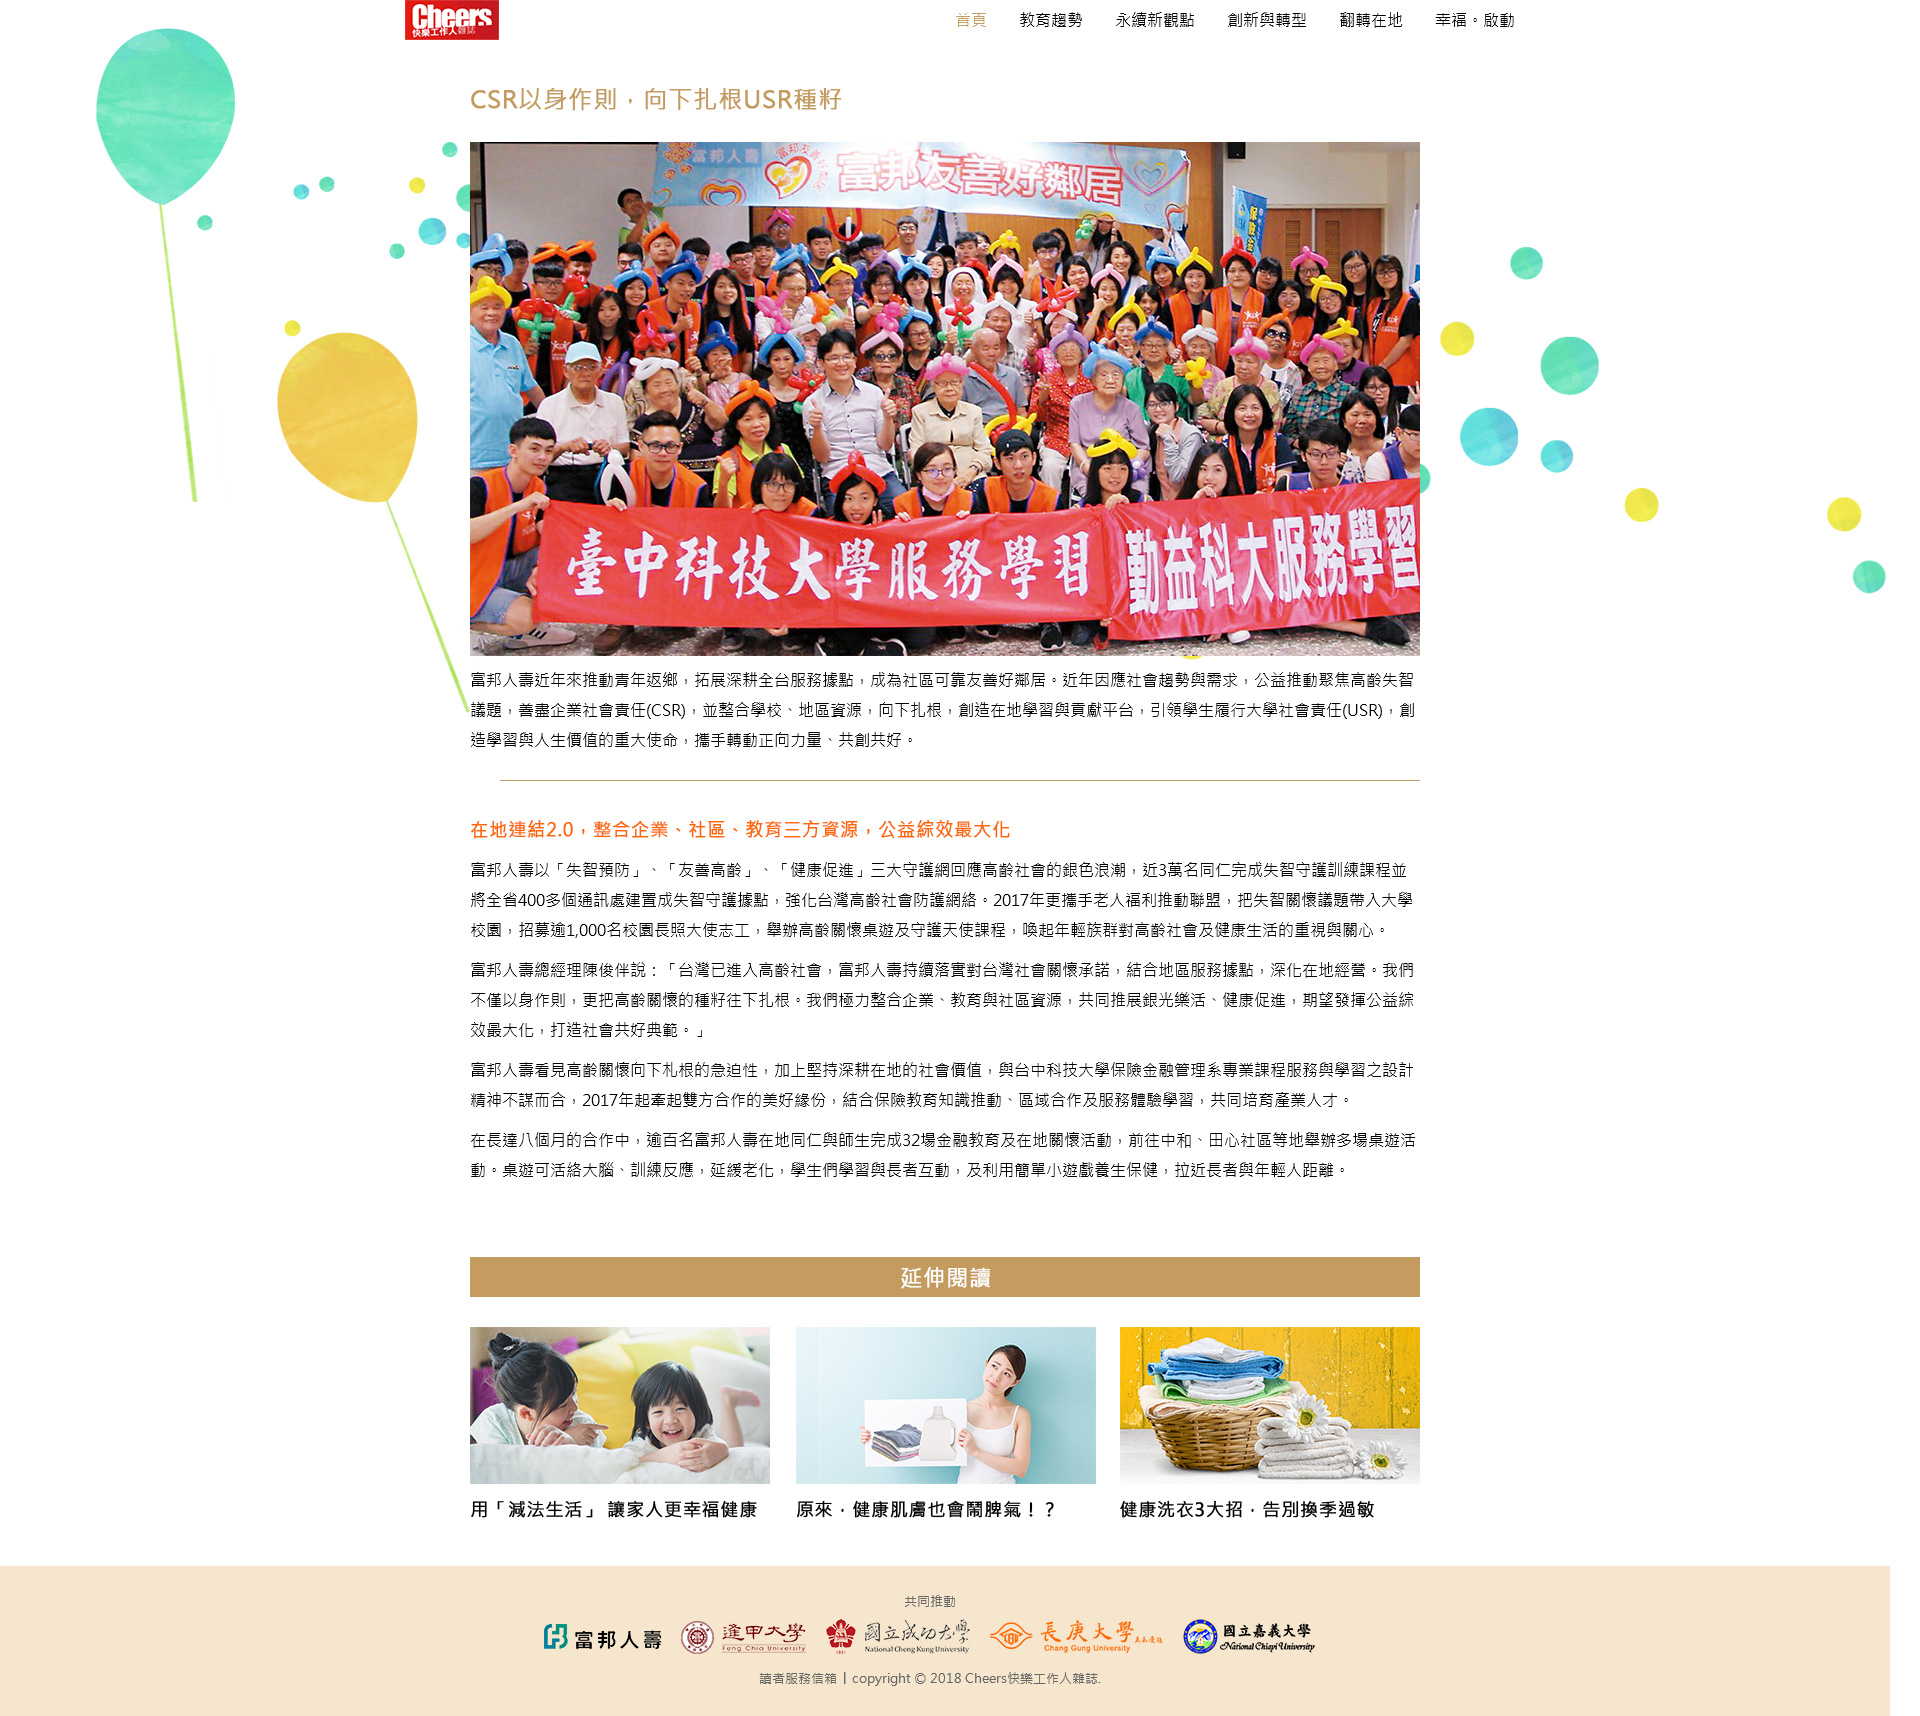 Cheers
快樂工作人雜誌
首頁 教育趨勢 永續新觀點 創新與轉型 翻轉在地 幸福。啟動
CSR以身作則，向下扎根USR種籽
富邦人壽
富邦友善好鄰居
臺中科技大學服務學習
勤益科大服務學習
富邦人壽近年來推動青年返鄉，拓展深耕全台服務據點，成為社區可靠友善好鄰居。近年因應社會趨勢與需求，公益推動聚焦高齡失智
議題，善盡企業社會責任(CSR)，並整合學校、地區資源，向下扎根，創造在地學習與貢獻平台，引領學生履行大學社會責任(USR)，創
造學習與人生價值的重大使命，攜手轉動正向力量、共創共好。
在地連結2.0，整合企業、社區、教育三方資源，公益綜效最大化
富邦人壽以「失智預防」、「友善高齡」、「健康促進」三大守護網回應高齡社會的銀色浪潮，近3萬名同仁完成失智守護訓練課程並
將全省400多個通訊處建置成失智守護據點，強化台灣高齡社會防護網絡。2017年更攜手老人福利推動聯盟，把失智關懷議題帶入大學
校園，招募逾1,000名校園長照大使志工，舉辦高齡關懷桌遊及守護天使課程，喚起年輕族群對高齡社會及健康生活的重視與關心。
富邦人壽總經理陳俊伴說：「台灣已進入高齡社會，富邦人壽持續落實對台灣社會關懷承諾，結合地區服務據點，深化在地經營。我們
不僅以身作則，更把高齡關懷的種籽往下扎根。我們極力整合企業、教育與社區資源，共同推展銀光樂活、健康促進，期望發揮公益綜
效最大化，打造社會共好典範。」
富邦人壽看見高齡關懷向下札根的急迫性，加上堅持深耕在地的社會價值，與台中科技大學保險金融管理系專業課程服務與學習之設計
精神不謀而合，2017年起牽起雙方合作的美好緣份，結合保險教育知識推動、區域合作及服務體驗學習，共同培育產業人才。
在長達八個月的合作中，逾百名富邦人壽在地同仁與師生完成32場金融教育及在地關懷活動，前往中和、田心社區等地舉辦多場桌遊活
動。桌遊可活絡大腦、訓練反應，延緩老化，學生們學習與長者互動，及利用簡單小遊戲養生保健，拉近長者與年輕人距離。
延伸閱讀
用「減法生活」 讓家人更幸福健康
原來．健康肌膚也會鬧脾氣！？
健康洗衣3大招．告別換季過敏
共同推動
富邦人壽 逢甲大學 國立成功大學 長庚大學 國立嘉義大學
Feng Chia University National Cheng Kung University Chang Gung University National Chiayi University
讀者服務信箱 | copyright © 2018 Cheers快樂工作人雜誌.